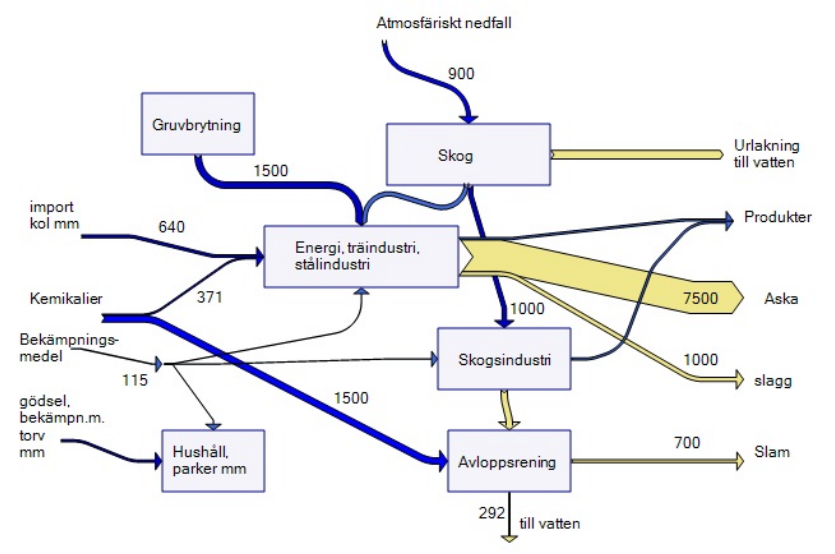 Atmosfäriskt nedfall
900
Gruvbrytning
Skog
Urlakning
till vatten
1500
import
kol mm
640
Produkter
Energi, träindustri,
stålindustri
Kemikalier
371
7500
Aska
1000
Bekämpnings-
medel
115
Skogsindustri
1000
slagg
gödsel,
bekämpn.m.
torv
mm
1500
Hushåll,
parker mm
Avloppsrening
700
Slam
292
till vatten